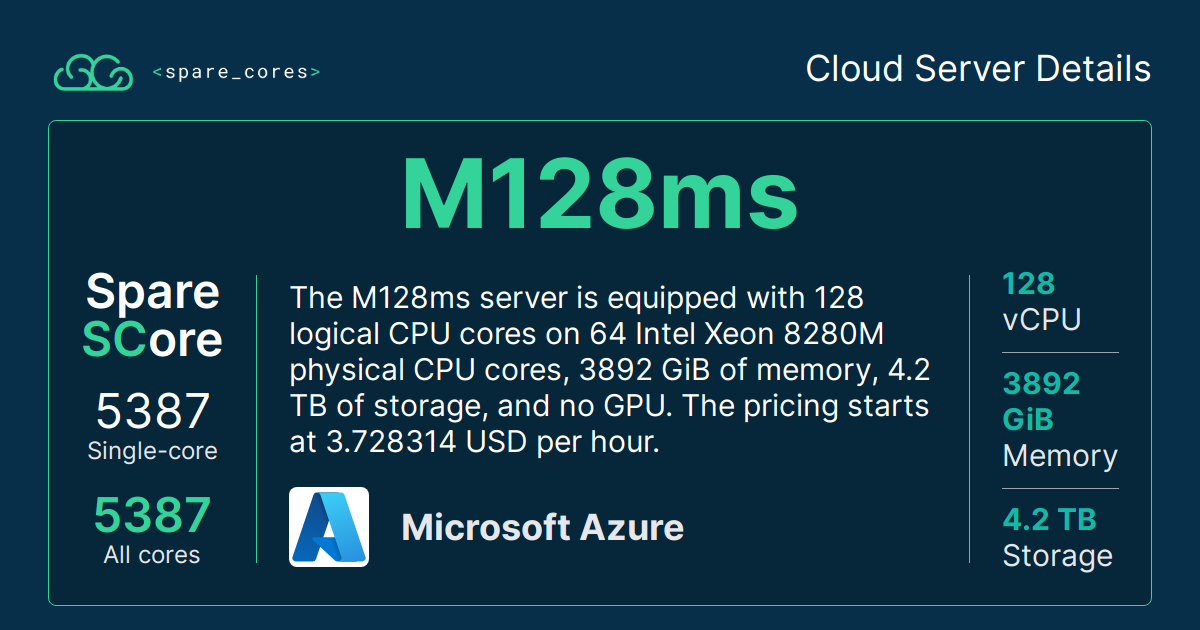 <spare_cores>
Cloud Server Details
M128ms
Spare
SCore
5387
Single-core
5387
All cores
The M128ms server is equipped with 128
logical CPU cores on 64 Intel Xeon 8280M
physical CPU cores, 3892 GiB of memory, 4.2
TB of storage, and no GPU. The pricing starts
at 3.728314 USD per hour.
Microsoft Azure
128
vCPU
3892
GiB
Memory
4.2 TB
Storage